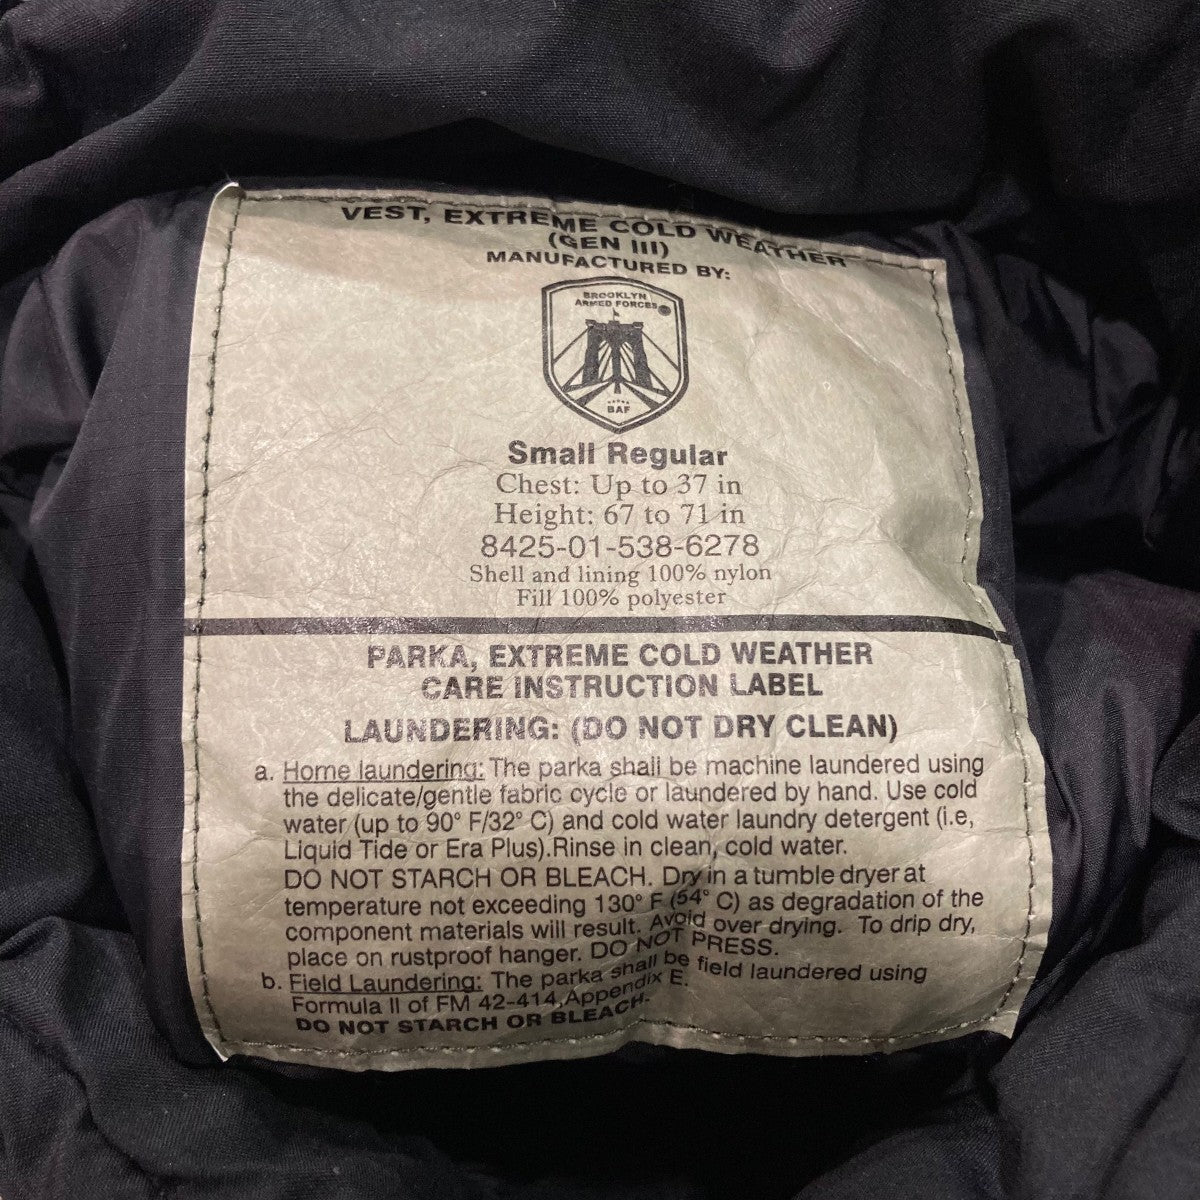 VEST, EXTREME COLD WEATHER
(GEN III)
MANUFACTURED BY:
BROOKLYN
ARMED FORCES
BAF
Small Regular
Chest: Up to 37 in
Height: 67 to 71 in
8425-01-538-6278
Shell and lining 100% nylon
Fill 100% polyester
PARKA, EXTREME COLD WEATHER
CARE INSTRUCTION LABEL
LAUNDERING: (DO NOT DRY CLEAN)
a. Home laundering: The parka shall be machine laundered using
the delicate/gentle fabric cycle or laundered by hand. Use cold
water (up to 90° F/32° C) and cold water laundry detergent (i.e,
Liquid Tide or Era Plus).Rinse in clean, cold water.
DO NOT STARCH OR BLEACH. Dry in a tumble dryer at
temperature not exceeding 130° F (54° C) as degradation of the
component materials will result. Avoid over drying. To drip dry,
place on rustproof hanger. DO NOT PRESS.
b. Field Laundering: The parka shall be field laundered using
Formula II of FM 42-414,Appendix E.
DO NOT STARCH OR BLEACH.